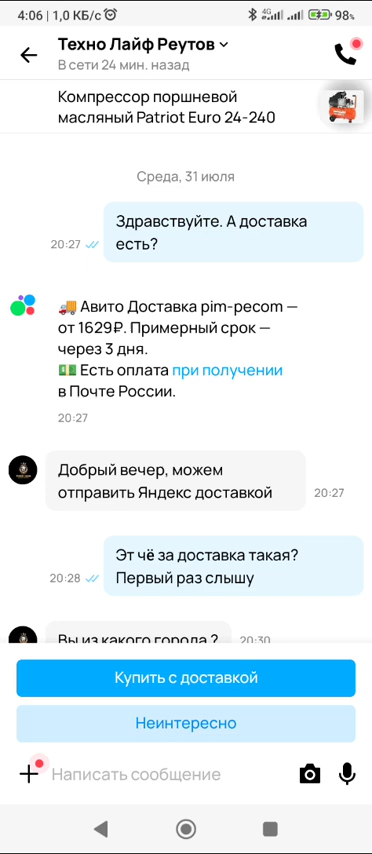 4:06 | 1,0 КБ/с
4G
98%
Техно Лайф Реутов
В сети 24 мин. назад
Компрессор поршневой
масляный Patriot Euro 24-240
Среда, 31 июля
Здравствуйте. А доставка
есть?
20:27
Авито Доставка pim-pecom —
от 1629₽. Примерный срок —
через 3 дня.
Есть оплата при получении
в Почте России.
20:27
Добрый вечер, можем
отправить Яндекс доставкой
20:27
Эт чё за доставка такая?
Первый раз слышу
20:28
Вы из какого города ?
20:30
Купить с доставкой
Неинтересно
Написать сообщение